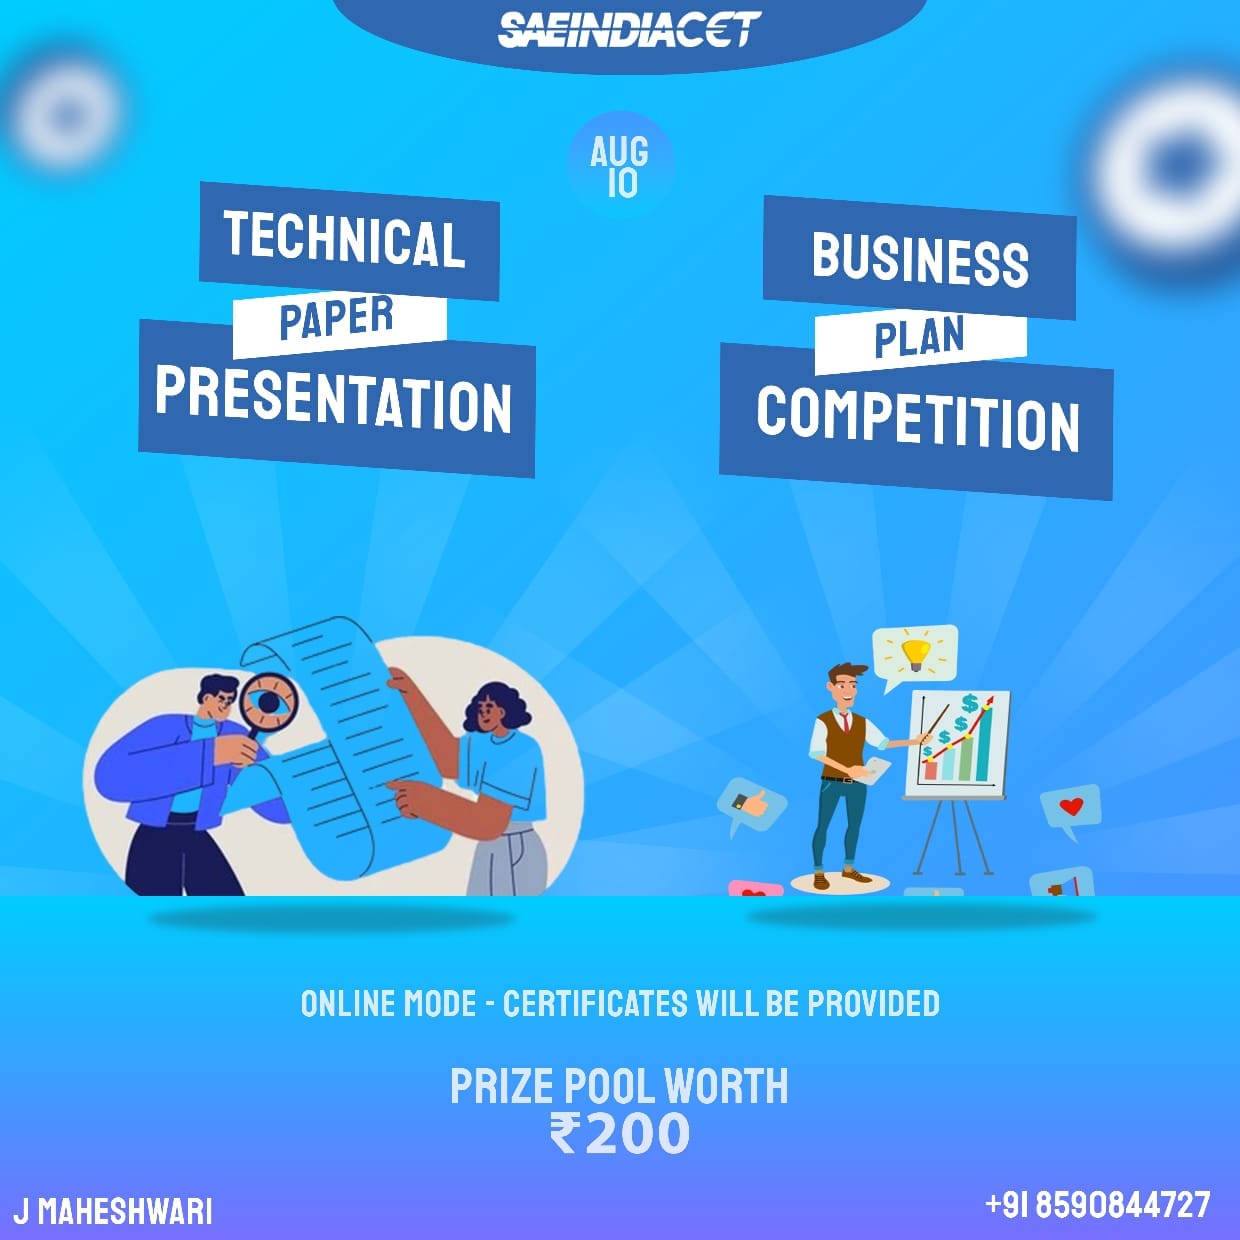 SAEINDIACET
AUG
10
TECHNICAL
PAPER
PRESENTATION
BUSINESS
PLAN
COMPETITION
$
$
$
$
ONLINE MODE - CERTIFICATES WILL BE PROVIDED
PRIZE POOL WORTH
₹200
J MAHESHWARI
+91 8590844727